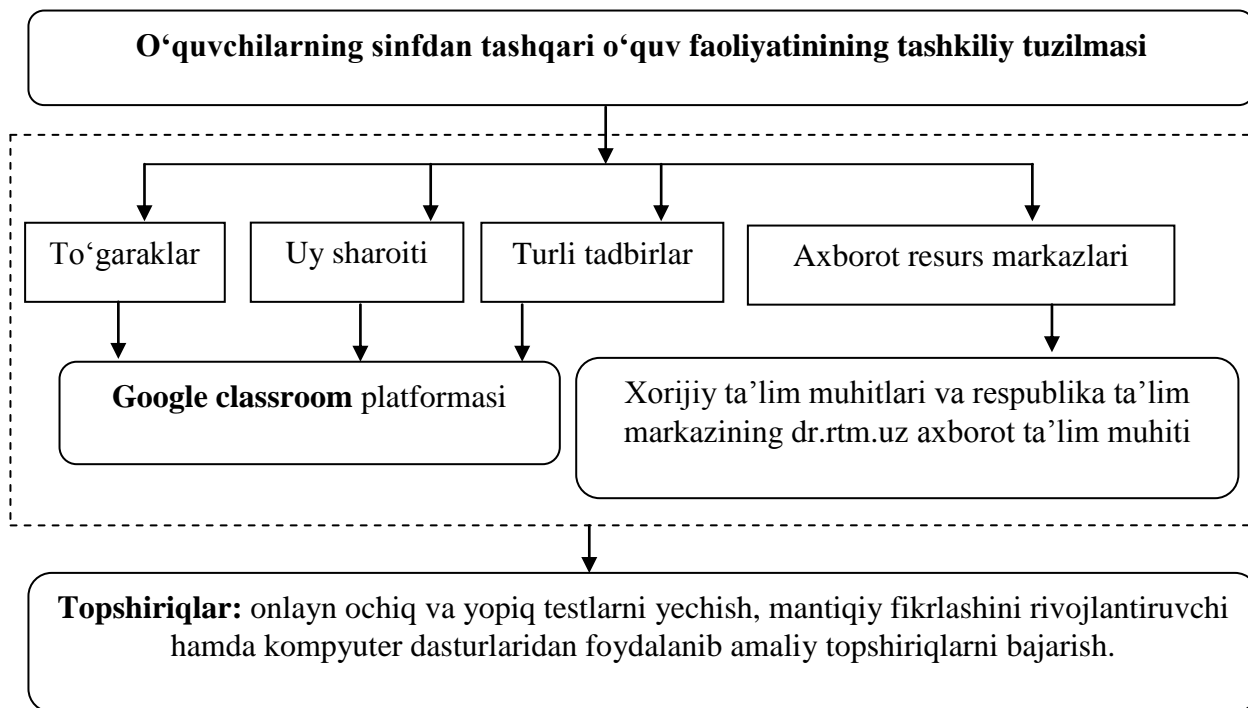 O‘quvchilarning sinfdan tashqari o‘quv faoliyatinining tashkiliy tuzilmasi
To‘garaklar
Uy sharoiti
Turli tadbirlar
Axborot resurs markazlari
Google classroom platformasi
Xorijiy ta’lim muhitlari va respublika ta’lim
markazining dr.rtm.uz axborot ta’lim muhiti
Topshiriqlar: onlayn ochiq va yopiq testlarni yechish, mantiqiy fikrlashini rivojlantiruvchi
hamda kompyuter dasturlaridan foydalanib amaliy topshiriqlarni bajarish.